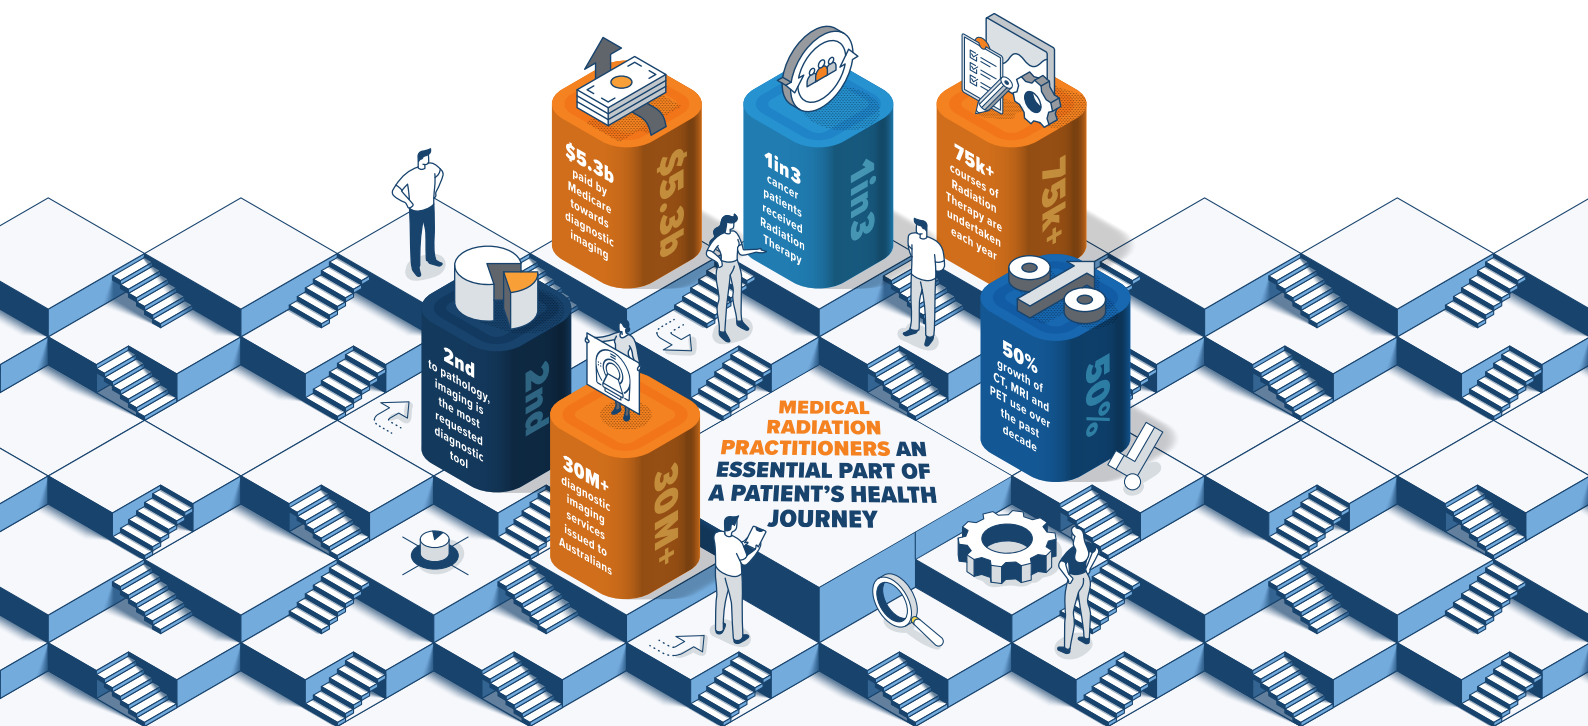 $5.3b
paid by
Medicare
towards
diagnostic
imaging
$5.3b
1in3
cancer
patients
received
Radiation
Therapy
1in3
75k+
courses of
Radiation
Therapy are
undertaken
each year
75k+
2nd
to pathology,
imaging is
the most
requested
diagnostic
tool
2nd
50%
growth of
CT, MRI and
PET use over
the past
decade
50%
30M+
diagnostic
imaging
services
issued to
Australians
30M+
MEDICAL
RADIATION
PRACTITIONERS AN
ESSENTIAL PART OF
A PATIENT'S HEALTH
JOURNEY